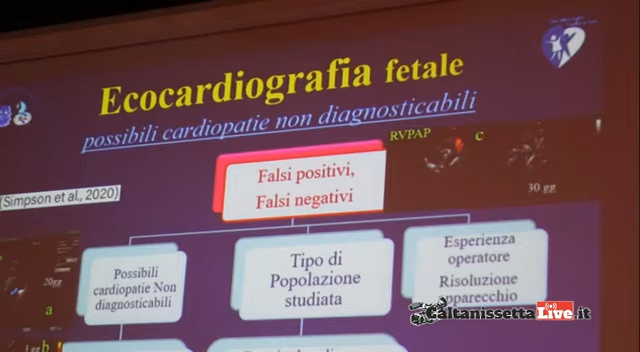 Ecocardiografia fetale
possibili cardiopatie non diagnosticabili
RVPAP
c
Falsi positivi,
Falsi negativi
30 gg
(Simpson et al., 2020)
20gg
a
b
Possibili
cardiopatie Non
diagnosticabili
Tipo di
Popolazione
studiata
Esperienza
operatore
Risoluzione
apparecchio
CaltanissettaLive.it